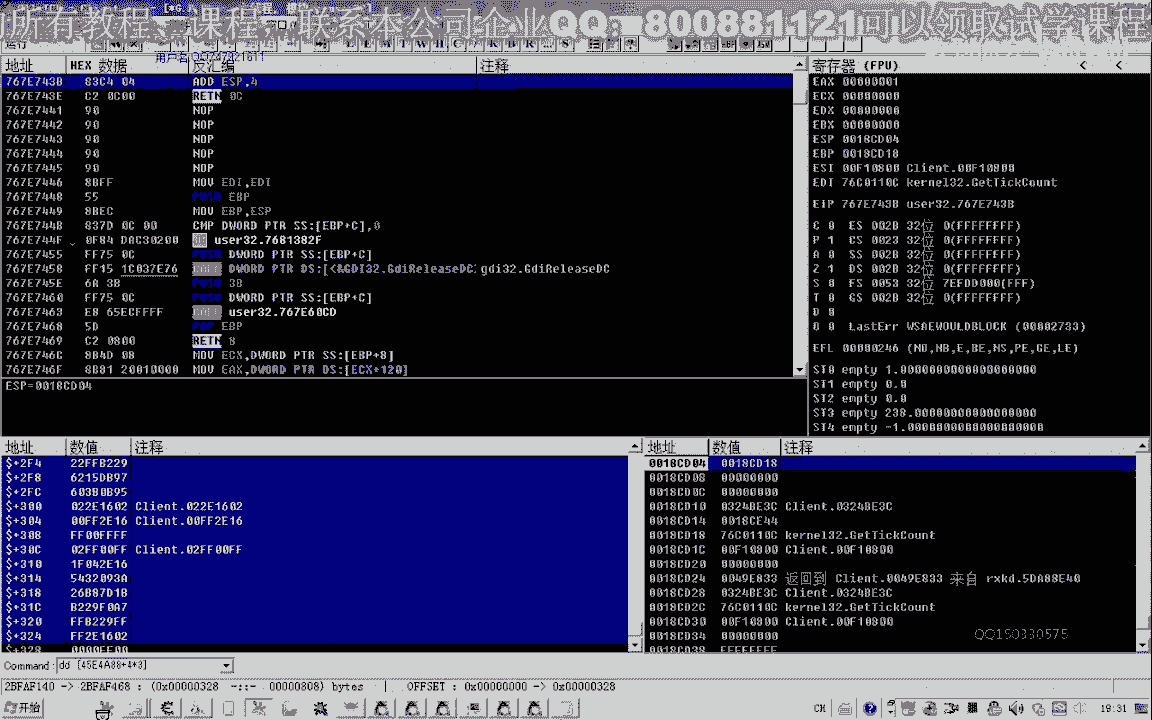 所有教程、课程，联系本公司企业QQ：800881121可以领取试学课程
地址 HEX 数据 反汇编 注释
767E743B 83C4 04 ADD ESP,4
767E743E C2 0C00 RETN 0C
767E7441 90 NOP
767E7442 90 NOP
767E7443 90 NOP
767E7444 90 NOP
767E7445 90 NOP
767E7446 8BFF MOV EDI,EDI
767E7448 55 PUSH EBP
767E7449 8BEC MOV EBP,ESP
767E744B 837D 0C 00 CMP DWORD PTR SS:[EBP+C],0
767E744F 0F84 DAC30200 JE user32.7681382F
767E7455 FF75 0C PUSH DWORD PTR SS:[EBP+C]
767E7458 FF15 1C037E76 CALL DWORD PTR DS:[<&GDI32.GdiReleaseDC gdi32.GdiReleaseDC
767E745E 6A 3B PUSH 3B
767E7460 FF75 0C PUSH DWORD PTR SS:[EBP+C]
767E7463 E8 65ECFFFF CALL user32.767E60CD
767E7468 5D POP EBP
767E7469 C2 0800 RETN 8
767E746C 8B4D 08 MOV ECX,DWORD PTR SS:[EBP+8]
767E746F 8B81 20010000 MOV EAX,DWORD PTR DS:[ECX+120]
ESP=0018CD04
寄存器 (FPU) < <
EAX 00000001
ECX 00000000
EDX 00000000
EBX 00000000
ESP 0018CD04
EBP 0018CD18
ESI 00F10800 Client.00F10800
EDI 76C0110C kernel32.GetTickCount
EIP 767E743B user32.767E743B
C 0 ES 002B 32位 0(FFFFFFFF)
P 1 CS 0023 32位 0(FFFFFFFF)
A 0 SS 002B 32位 0(FFFFFFFF)
Z 1 DS 002B 32位 0(FFFFFFFF)
S 0 FS 0053 32位 7EFDD000(FFF)
T 0 GS 002B 32位 0(FFFFFFFF)
D 0
O 0 LastErr WSAEWOULDBLOCK (00002733)
EFL 00000246 (NO,NB,E,BE,NS,PE,GE,LE)
ST0 empty 1.0000000000000000000
ST1 empty 0.0
ST2 empty 0.0
ST3 empty 238.00000000000000000
ST4 empty -1.0000000000000000000
地址 数值 注释
$+2F4 22FFB229
$+2F8 6215DB97
$+2FC 603B0B95
$+300 022E1602 Client.022E1602
$+304 00FF2E16 Client.00FF2E16
$+308 FF00FFFF
$+30C 02FF00FF Client.02FF00FF
$+310 1F042E16
$+314 5432093A
$+318 26B87D1B
$+31C B229F0A7
$+320 FFB229FF
$+324 FF2E1602
$+328 0000FF00
地址 数值 注释
0018CD04 0018CD18
0018CD08 00000000
0018CD0C 00000000
0018CD10 0324BE3C Client.0324BE3C
0018CD14 0018CE44
0018CD18 76C0110C kernel32.GetTickCount
0018CD1C 00F10800 Client.00F10800
0018CD20 00000000
0018CD24 0049E833 返回到 Client.0049E833 来自 rxkd.5DA88E40
0018CD28 0324BE3C Client.0324BE3C
0018CD2C 76C0110C kernel32.GetTickCount
0018CD30 00F10800 Client.00F10800
0018CD34 00000000
0018CD38 FFFFFFFF
QQ150330575
Command: dd [45E4A08+4*3]
2BFAF140 -> 2BFAF468 : (0x00000328 -::- 00000808) bytes | OFFSET : 0x00000000 -> 0x00000328
开始
CH
19:31